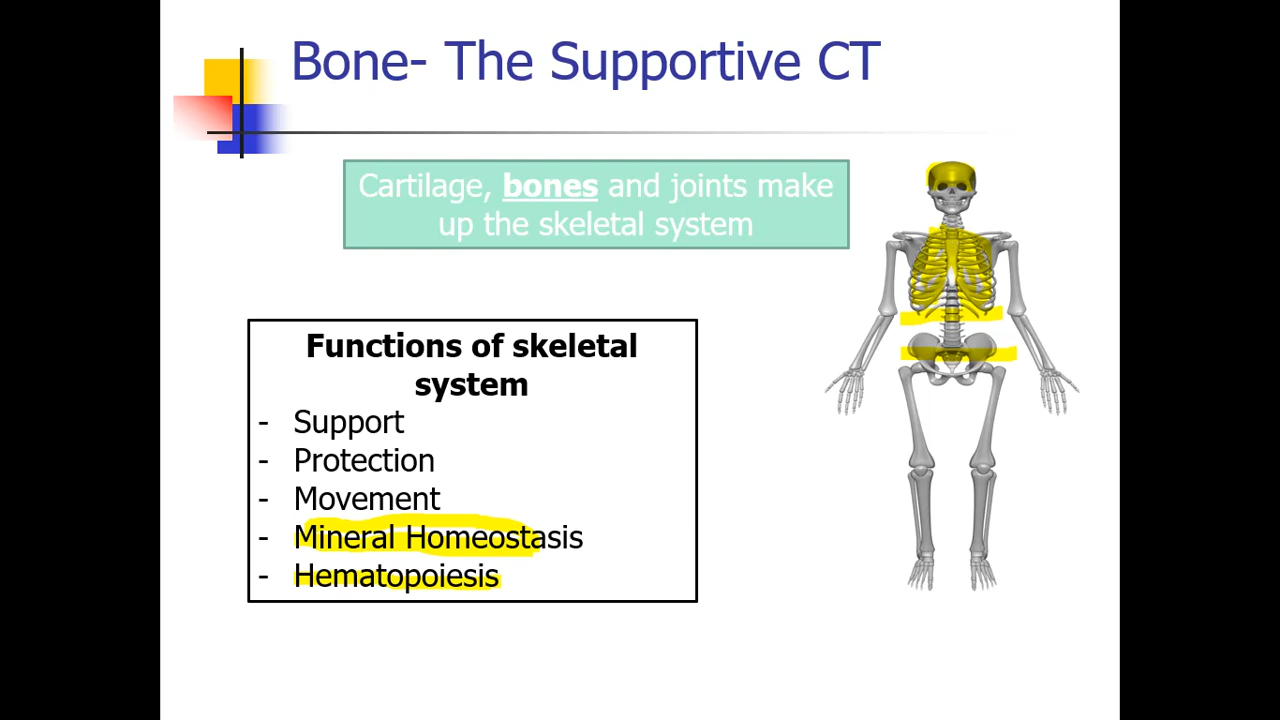 Bone- The Supportive CT
Cartilage, bones and joints make
up the skeletal system
Functions of skeletal
system
- Support
- Protection
- Movement
- Mineral Homeostasis
- Hematopoiesis